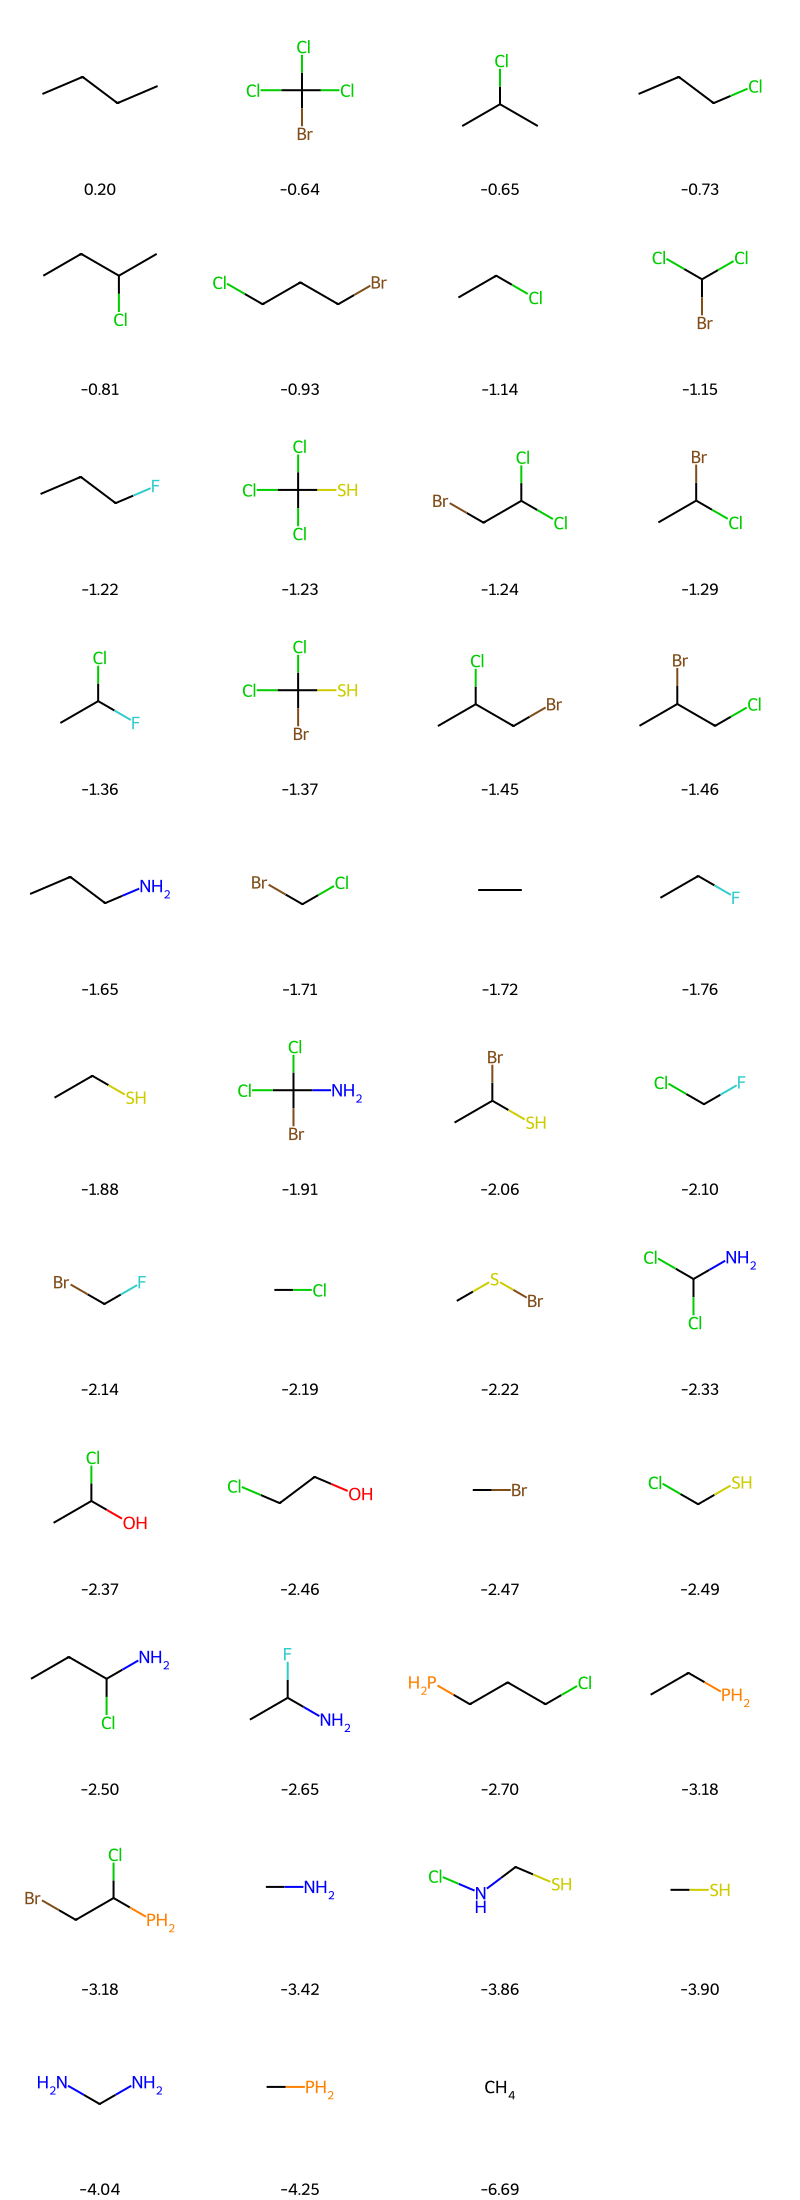 Cl
Cl Cl
Br
Cl
Cl
0.20 −0.64 −0.65 −0.73
Cl
Cl Br
Cl
Cl Cl
Br
−0.81 −0.93 −1.14 −1.15
F
Cl
Cl SH
Cl
Cl
Br
Cl
Br
Cl
−1.22 −1.23 −1.24 −1.29
Cl
F
Cl
Cl SH
Br
Cl
Br
Br
Cl
−1.36 −1.37 −1.45 −1.46
NH2
Br Cl
F
−1.65 −1.71 −1.72 −1.76
SH
Cl
Cl NH2
Br
Br
SH
Cl F
−1.88 −1.91 −2.06 −2.10
Br F
Cl
S
Br
Cl NH2
Cl
−2.14 −2.19 −2.22 −2.33
Cl
OH
Cl
OH
Br
Cl SH
−2.37 −2.46 −2.47 −2.49
NH2
Cl
F
NH2
H2P Cl
PH2
−2.50 −2.65 −2.70 −3.18
Cl
Br
PH2
NH2
Cl
N
H
SH
SH
−3.18 −3.42 −3.86 −3.90
H2N NH2
PH2
CH4
−4.04 −4.25 −6.69